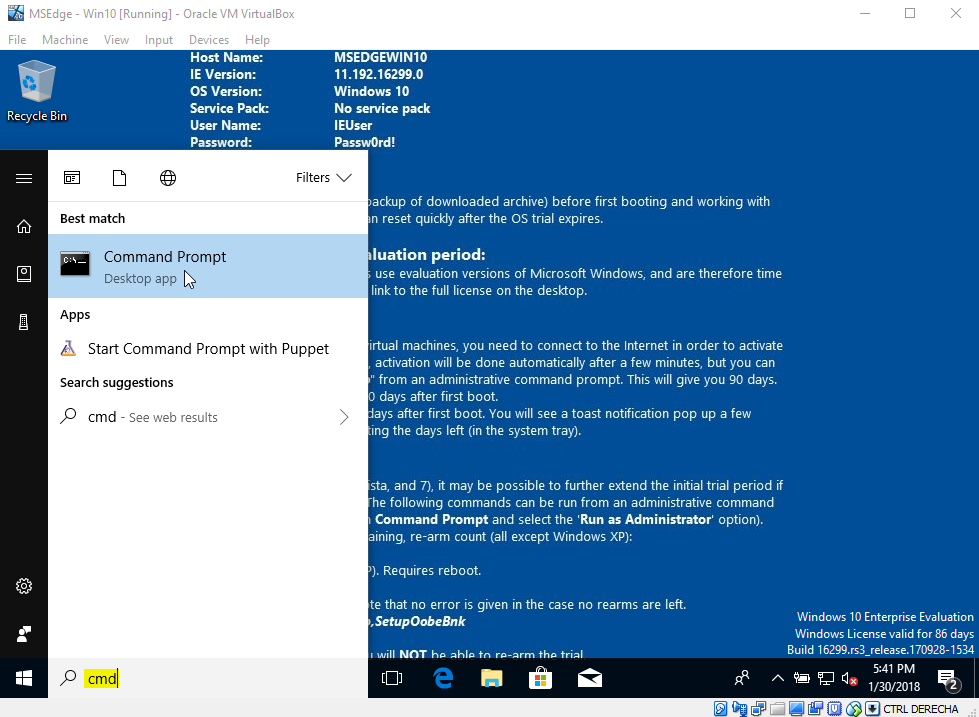 MSEdge - Win10 [Running] - Oracle VM VirtualBox
File Machine View Input Devices Help
Host Name: MSEDGEWIN10
IE Version: 11.192.16299.0
OS Version: Windows 10
Service Pack: No service pack
User Name: IEUser
Password: Passw0rd!
Recycle Bin
Filters
Best match
Command Prompt
Desktop app
Apps
Start Command Prompt with Puppet
Search suggestions
cmd - See web results
backup of downloaded archive) before first booting and working with
an reset quickly after the OS trial expires.
luation period:
s use evaluation versions of Microsoft Windows, and are therefore time
link to the full license on the desktop.
virtual machines, you need to connect to the Internet in order to activate
, activation will be done automatically after a few minutes, but you can
" from an administrative command prompt. This will give you 90 days.
0 days after first boot.
days after first boot. You will see a toast notification pop up a few
ting the days left (in the system tray).
ista, and 7), it may be possible to further extend the initial trial period if
The following commands can be run from an administrative command
Command Prompt and select the 'Run as Administrator' option).
aining, re-arm count (all except Windows XP):
P). Requires reboot.
te that no error is given in the case no rearms are left.
,SetupOobeBnk
u will NOT be able to re-arm the trial.
Windows 10 Enterprise Evaluation
Windows License valid for 86 days
Build 16299.rs3_release.170928-1534
cmd
5:41 PM
1/30/2018
2
CTRL DERECHA